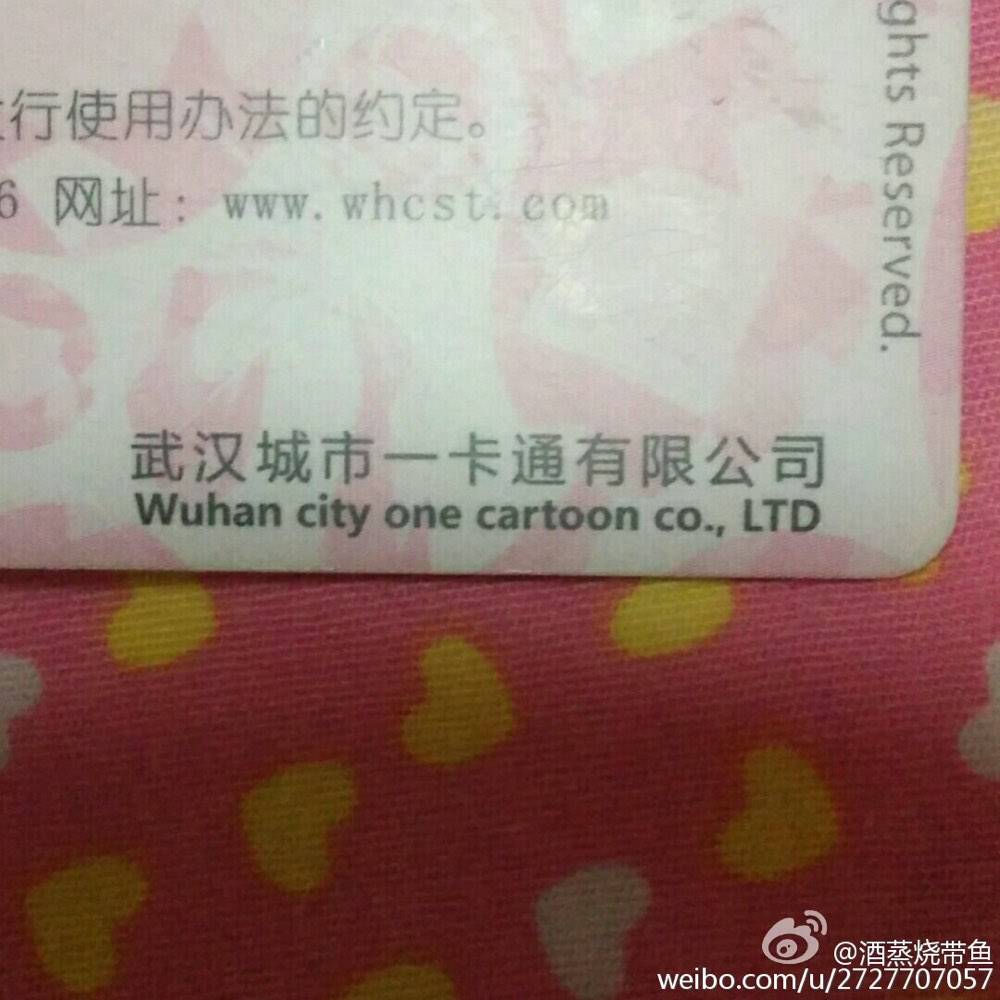 行使用办法的约定。
6 网址：www.whcst.com
ghts Reserved.
武汉城市一卡通有限公司
Wuhan city one cartoon co., LTD
@酒蒸烧带鱼
weibo.com/u/2727707057